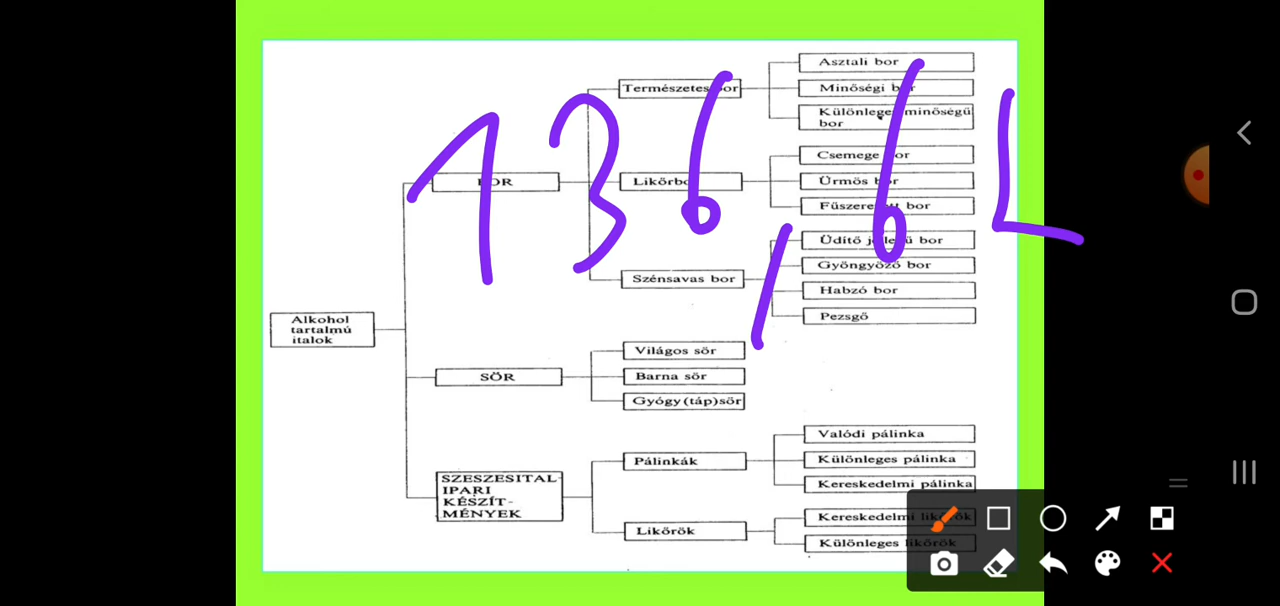 Alkohol
tartalmú
italok
BOR
Természetes bor
Asztali bor
Minőségi bor
Különleges minőségű
bor
Likőrbor
Csemege bor
Ürmös bor
Fűszerezett bor
Szénsavas bor
Üdítő jellegű bor
Gyöngyöző bor
Habzó bor
Pezsgő
SÖR
Világos sör
Barna sör
Gyógy(táp)sör
SZESZESITAL-
IPARI
KÉSZÍT-
MÉNYEK
Pálinkák
Valódi pálinka
Különleges pálinka
Kereskedelmi pálinka
Likőrök
Kereskedelmi likőrök
Különleges likőrök
136,6 L